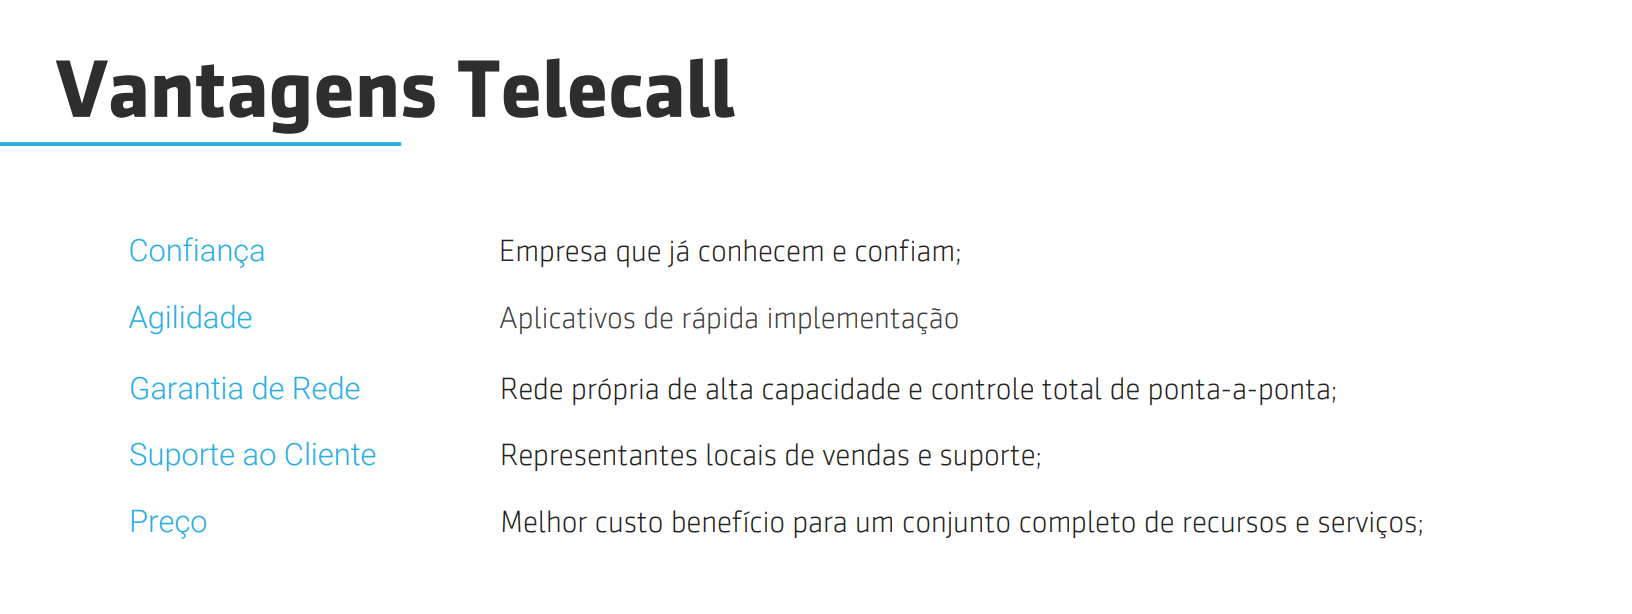 Vantagens Telecall
Confiança Empresa que já conhecem e confiam;
Agilidade Aplicativos de rápida implementação
Garantia de Rede Rede própria de alta capacidade e controle total de ponta-a-ponta;
Suporte ao Cliente Representantes locais de vendas e suporte;
Preço Melhor custo benefício para um conjunto completo de recursos e serviços;